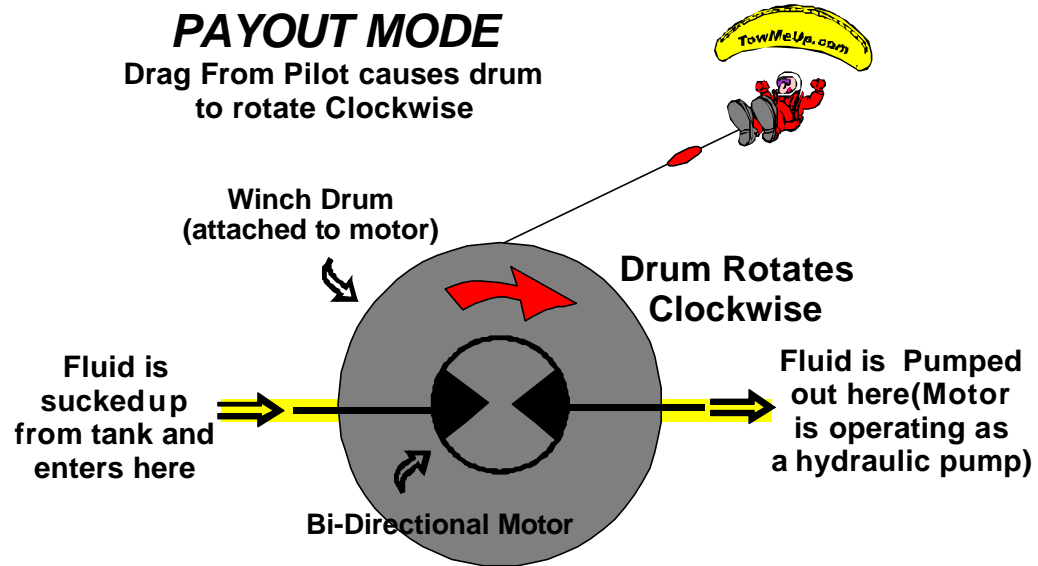 PAYOUT MODE
Drag From Pilot causes drum
to rotate Clockwise
TowMeUp.com
Winch Drum
(attached to motor)
Drum Rotates
Clockwise
Fluid is
sucked up
from tank and
enters here
Fluid is Pumped
out here(Motor
is operating as
a hydraulic pump)
Bi-Directional Motor